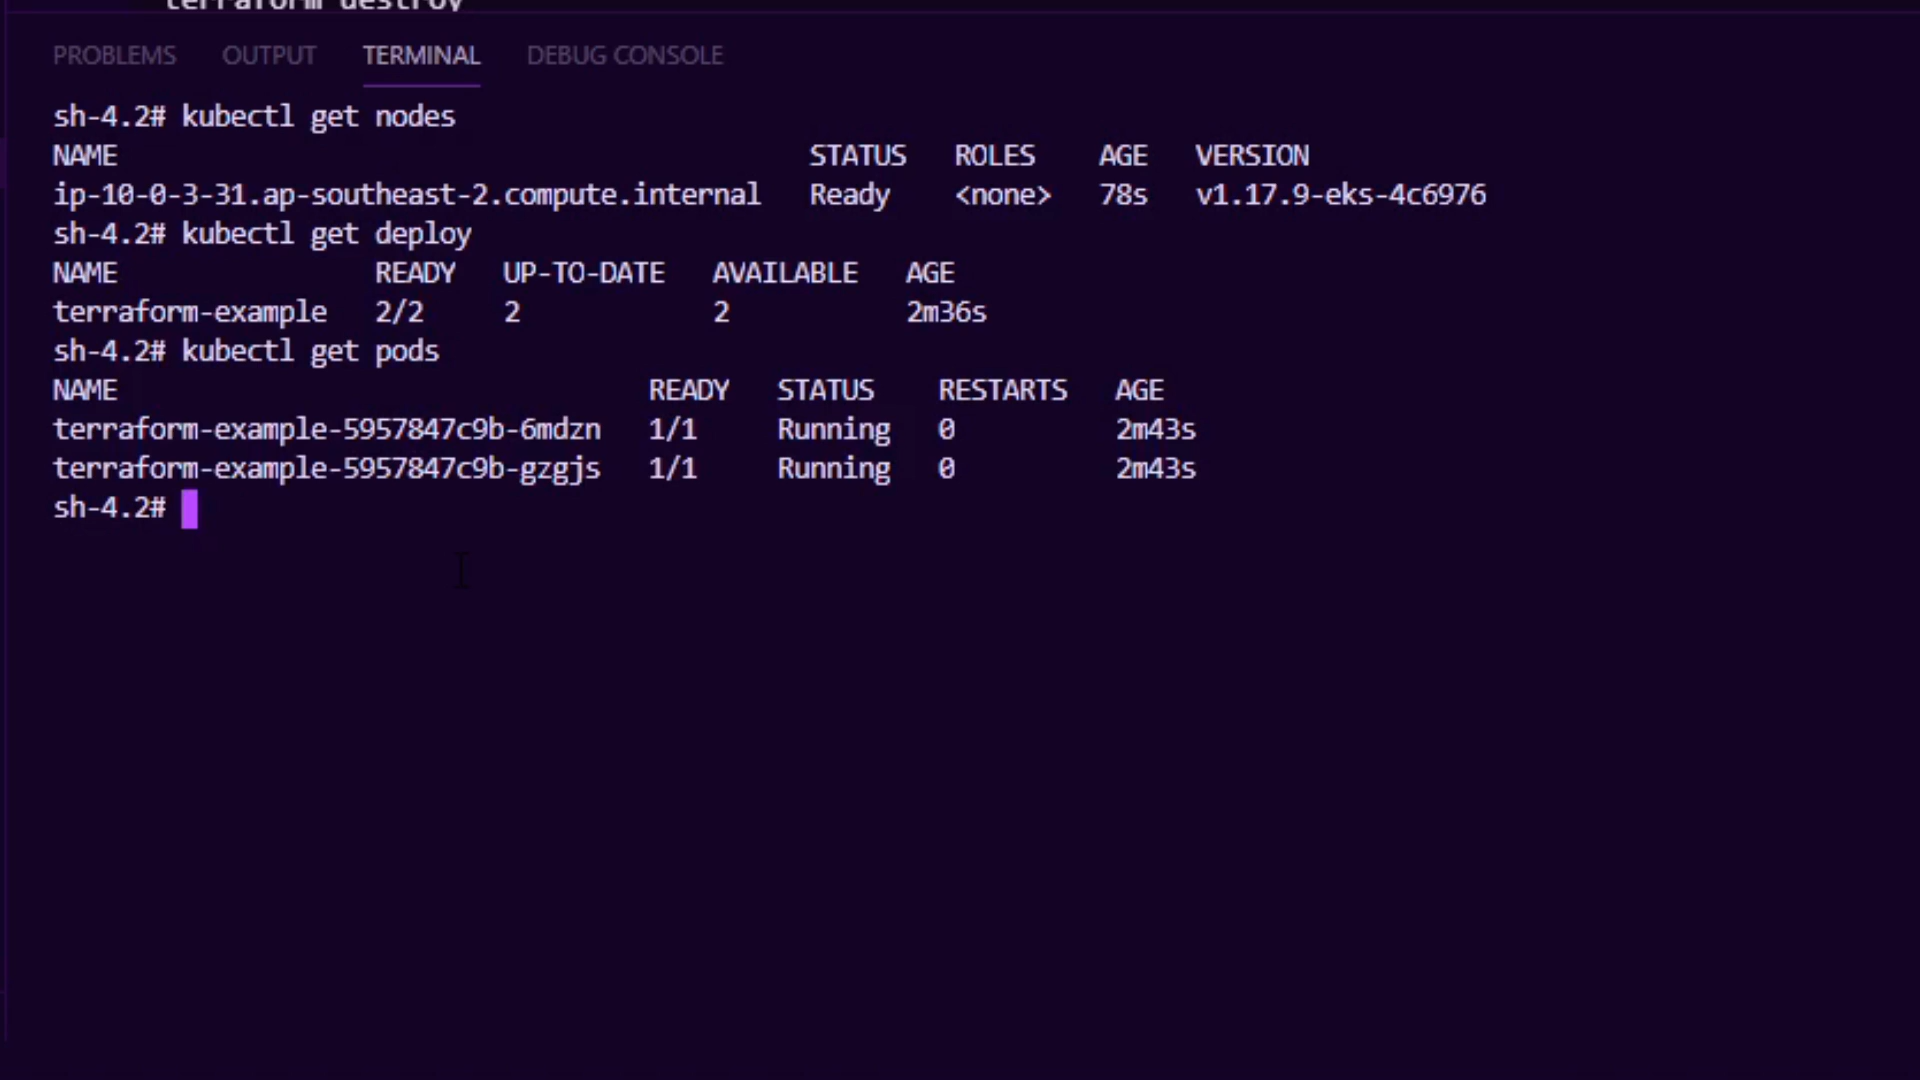 terraform destroy
PROBLEMS OUTPUT TERMINAL DEBUG CONSOLE
sh-4.2# kubectl get nodes
NAME STATUS ROLES AGE VERSION
ip-10-0-3-31.ap-southeast-2.compute.internal Ready <none> 78s v1.17.9-eks-4c6976
sh-4.2# kubectl get deploy
NAME READY UP-TO-DATE AVAILABLE AGE
terraform-example 2/2 2 2 2m36s
sh-4.2# kubectl get pods
NAME READY STATUS RESTARTS AGE
terraform-example-5957847c9b-6mdzn 1/1 Running 0 2m43s
terraform-example-5957847c9b-gzgjs 1/1 Running 0 2m43s
sh-4.2#